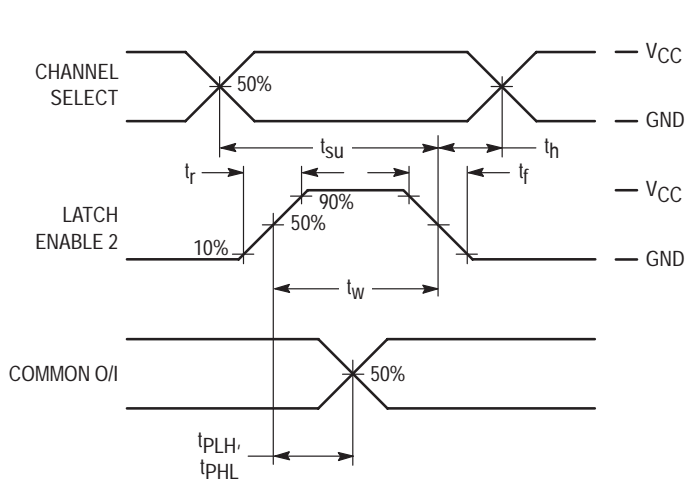 CHANNEL
SELECT
50%
VCC
GND
tsu
th
tr
tf
LATCH
ENABLE 2
10%
50%
90%
VCC
GND
tw
COMMON O/I
50%
tPLH,
tPHL